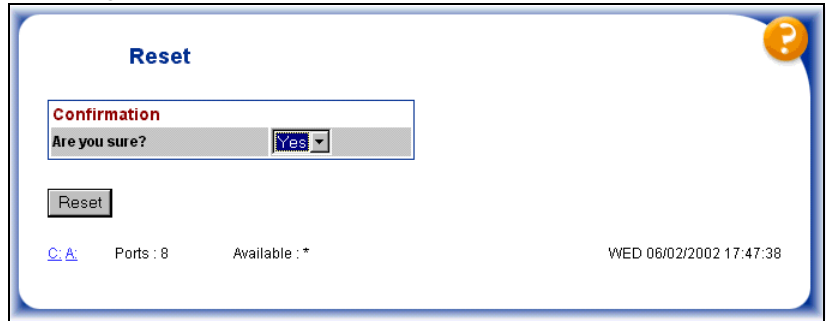 ?
Reset
Confirmation
Are you sure? Yes
Reset
C: A: Ports : 8 Available : * WED 06/02/2002 17:47:38